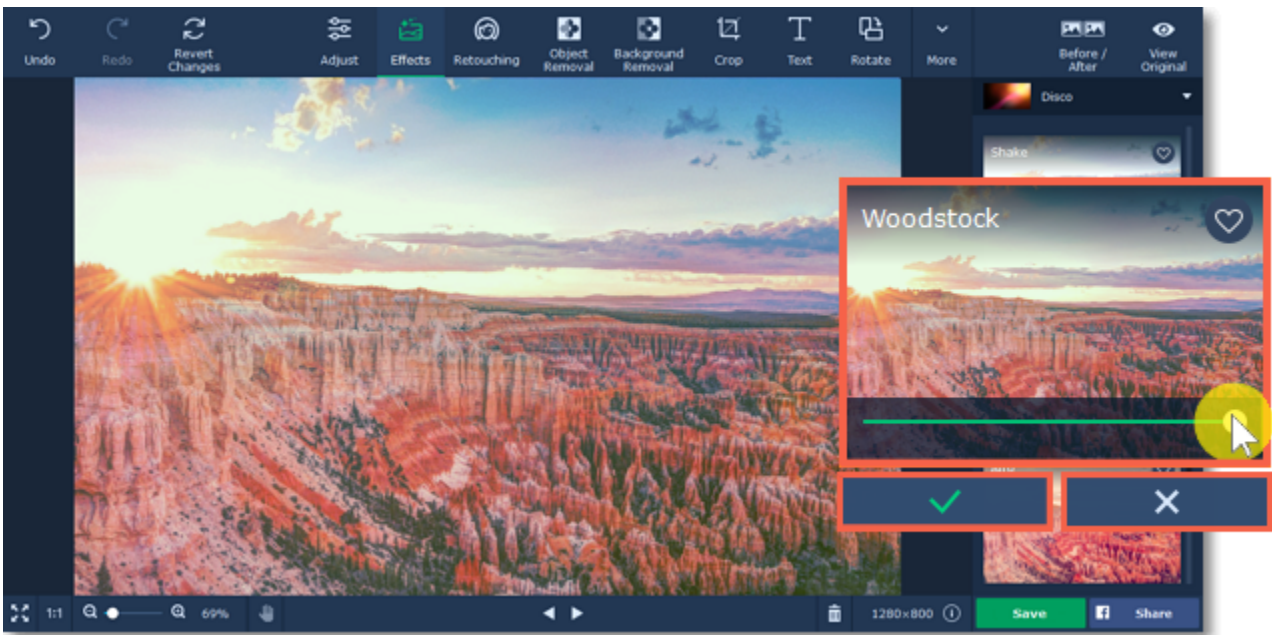 Undo
Redo
Revert
Changes
Adjust
Effects
Retouching
Object
Removal
Background
Removal
Crop
Text
Rotate
More
Before /
After
View
Original
Disco
Shake
Woodstock
1:1
69%
1280×800
Save
Share